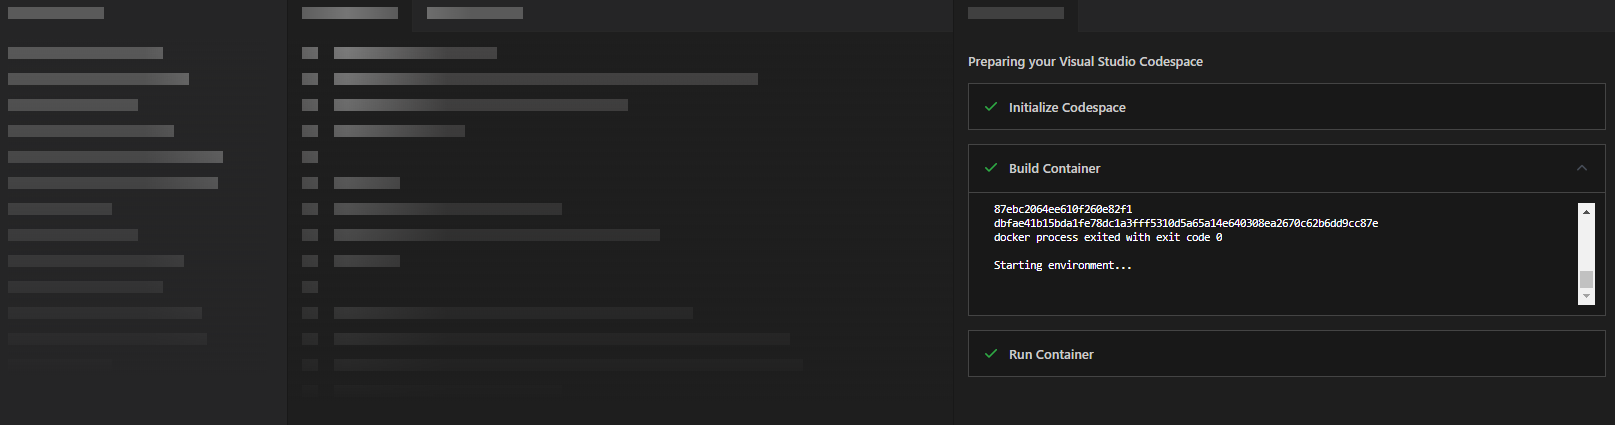 Preparing your Visual Studio Codespace
Initialize Codespace
Build Container
87ebc2064ee610f260e82f1
dbfae41b15bda1fe78dc1a3fff5310d5a65a14e640308ea2670c62b6dd9cc87e
docker process exited with exit code 0
Starting environment...
Run Container